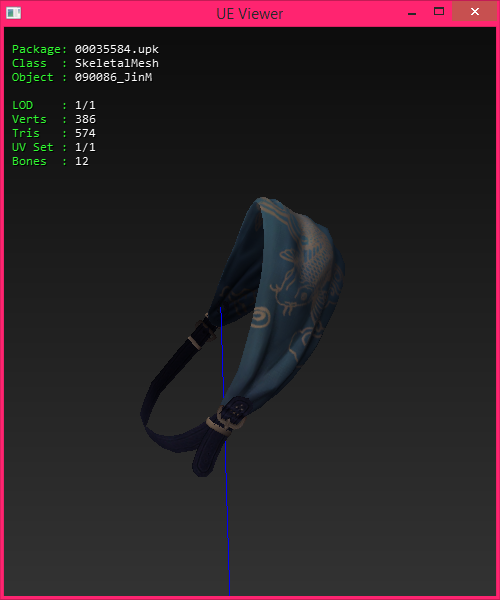 UE Viewer
Package: 00035584.upk
Class : SkeletalMesh
Object : 090086_JinM
LOD : 1/1
Verts : 386
Tris : 574
UV Set : 1/1
Bones : 12